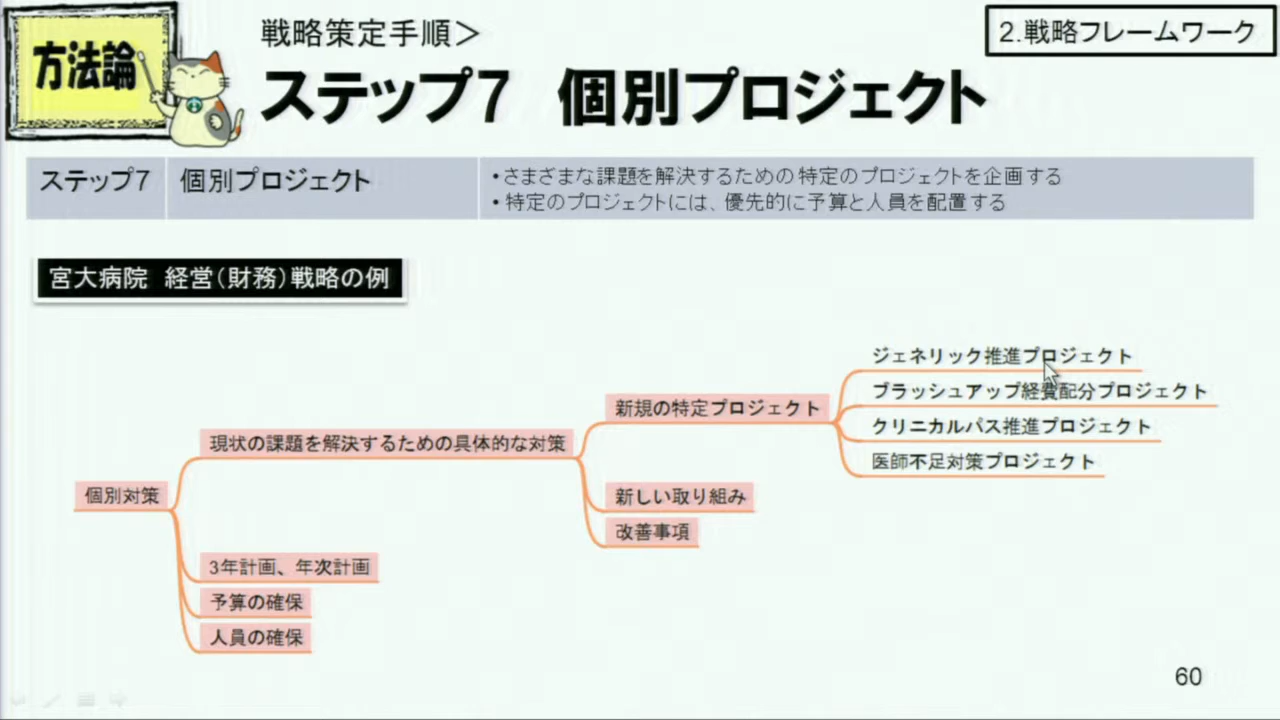 方法論
戦略策定手順＞
2.戦略フレームワーク
ステップ7　個別プロジェクト
ステップ7
個別プロジェクト
•さまざまな課題を解決するための特定のプロジェクトを企画する
•特定のプロジェクトには、優先的に予算と人員を配置する
宮大病院　経営（財務）戦略の例
ジェネリック推進プロジェクト
ブラッシュアップ経費配分プロジェクト
新規の特定プロジェクト
クリニカルパス推進プロジェクト
現状の課題を解決するための具体的な対策
医師不足対策プロジェクト
個別対策
新しい取り組み
改善事項
3年計画、年次計画
予算の確保
人員の確保
60